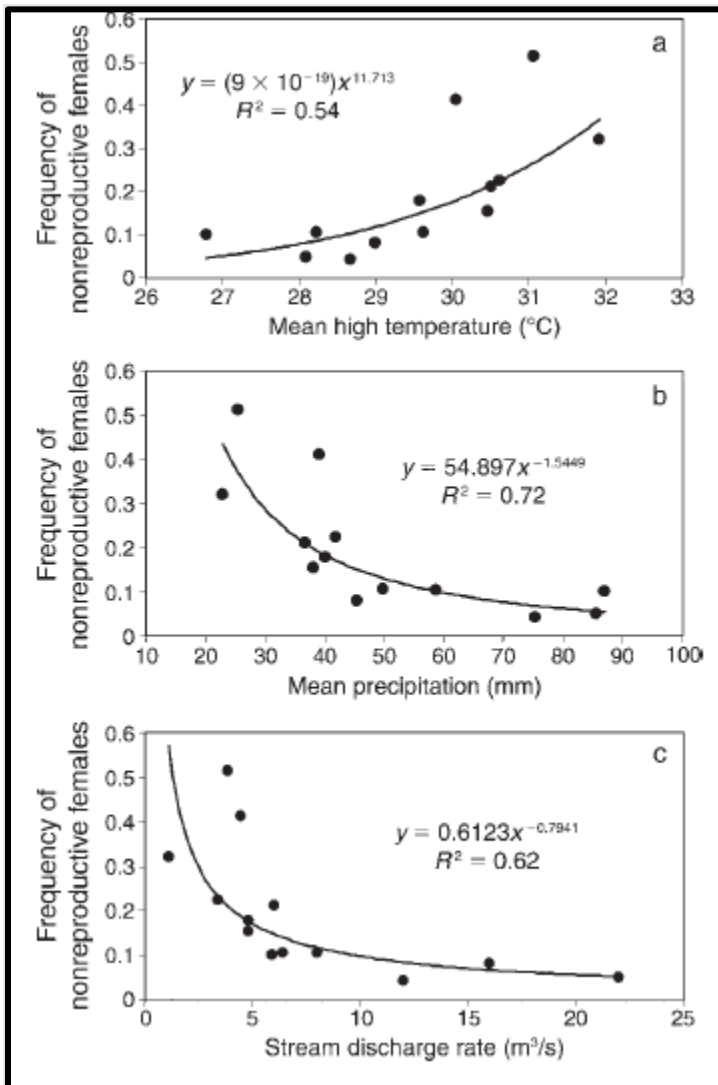 a
Frequency of
nonreproductive females
0.6
0.5
0.4
0.3
0.2
0.1
0
y = (9 × 10⁻¹⁹)x¹¹·⁷¹³
R² = 0.54
26 27 28 29 30 31 32 33
Mean high temperature (°C)
b
Frequency of
nonreproductive females
0.6
0.5
0.4
0.3
0.2
0.1
0
y = 54.897x⁻¹·⁵⁴⁴⁹
R² = 0.72
10 20 30 40 50 60 70 80 90 100
Mean precipitation (mm)
c
Frequency of
nonreproductive females
0.6
0.5
0.4
0.3
0.2
0.1
0
y = 0.6123x⁻⁰·⁷⁹⁴¹
R² = 0.62
0 5 10 15 20 25
Stream discharge rate (m³/s)